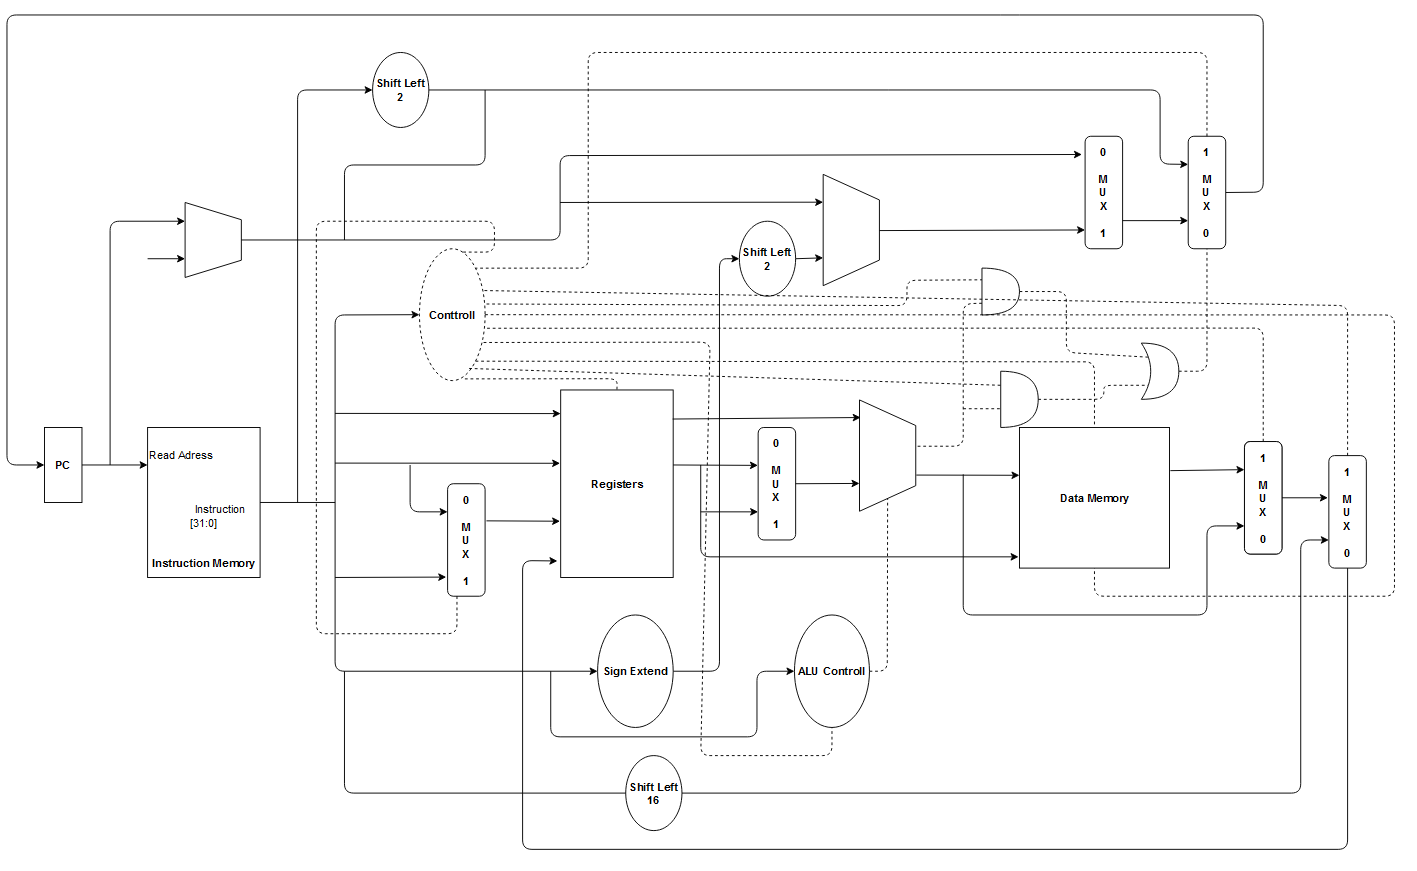 Shift Left
2
0
M
U
X
1
1
M
U
X
0
Shift Left
2
Conttroll
PC
Read Adress
Instruction
[31:0]
Instruction Memory
0
M
U
X
1
Registers
0
M
U
X
1
Data Memory
1
M
U
X
0
1
M
U
X
0
Sign Extend
ALU Controll
Shift Left
16